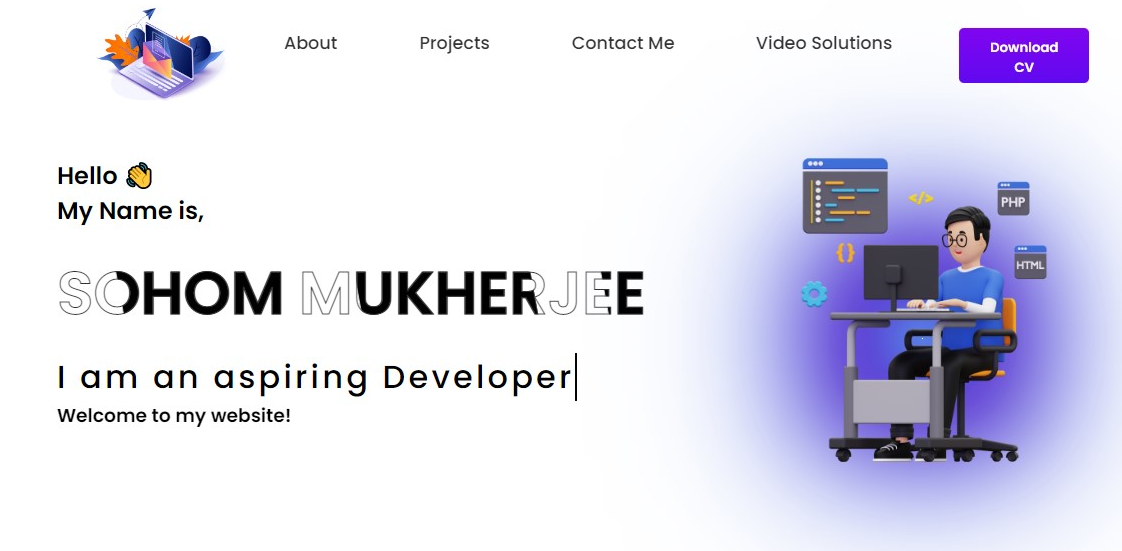 About
Projects
Contact Me
Video Solutions
Download
CV
Hello 👋
My Name is,
SOHOM MUKHERJEE
I am an aspiring Developer
Welcome to my website!
</>
PHP
{}
HTML